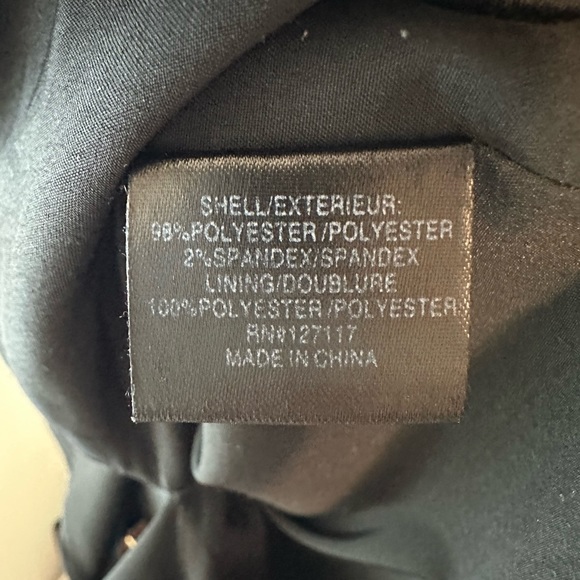 SHELL/EXTERIEUR:
98%POLYESTER/POLYESTER
2%SPANDEX/SPANDEX
LINING/DOUBLURE
100%POLYESTER/POLYESTER
RN#127117
MADE IN CHINA